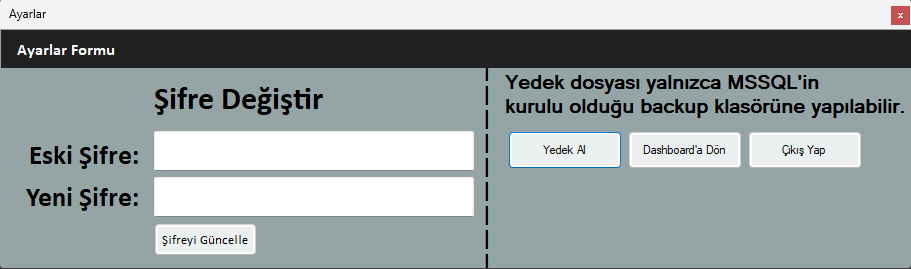 Ayarlar
x
Ayarlar Formu
Şifre Değiştir
Eski Şifre:
Yeni Şifre:
Şifreyi Güncelle
Yedek dosyası yalnızca MSSQL'in
kurulu olduğu backup klasörüne yapılabilir.
Yedek Al
Dashboard'a Dön
Çıkış Yap